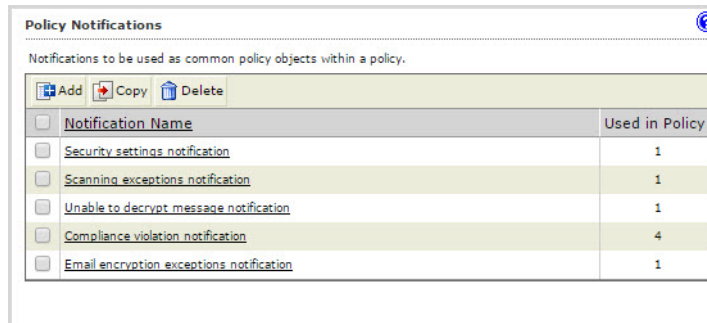 Policy Notifications
Notifications to be used as common policy objects within a policy.
Add Copy Delete
Notification Name Used in Policy
Security settings notification 1
Scanning exceptions notification 1
Unable to decrypt message notification 1
Compliance violation notification 4
Email encryption exceptions notification 1